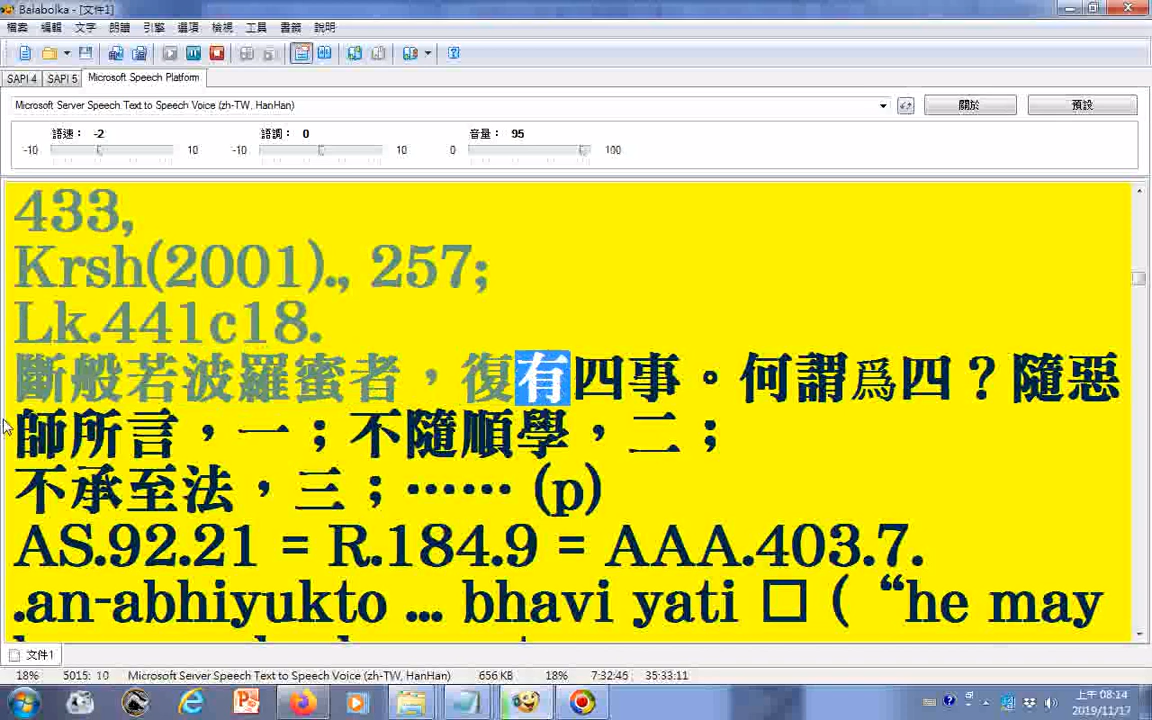 Balabolka - [文件1]
檔案 編輯 文字 朗讀 引擎 選項 檢視 工具 書籤 說明
SAPI 4 SAPI 5 Microsoft Speech Platform
Microsoft Server Speech Text to Speech Voice (zh-TW, HanHan) 關於 預設
語速： -2 語調： 0 音量： 95
-10 10 -10 10 0 100
433,
Krsh(2001)., 257;
Lk.441c18.
斷般若波羅蜜者，復有四事。何謂爲四？隨惡
師所言，一；不隨順學，二；
不承至法，三；⋯⋯ (p)
AS.92.21 = R.184.9 = AAA.403.7.
.an-abhiyukto ... bhavi yati □ ( “he may
文件1
18% 5015: 10 Microsoft Server Speech Text to Speech Voice (zh-TW, HanHan) 656 KB 18% 7:32:46 35:33:11
上午 08:14
2019/11/17